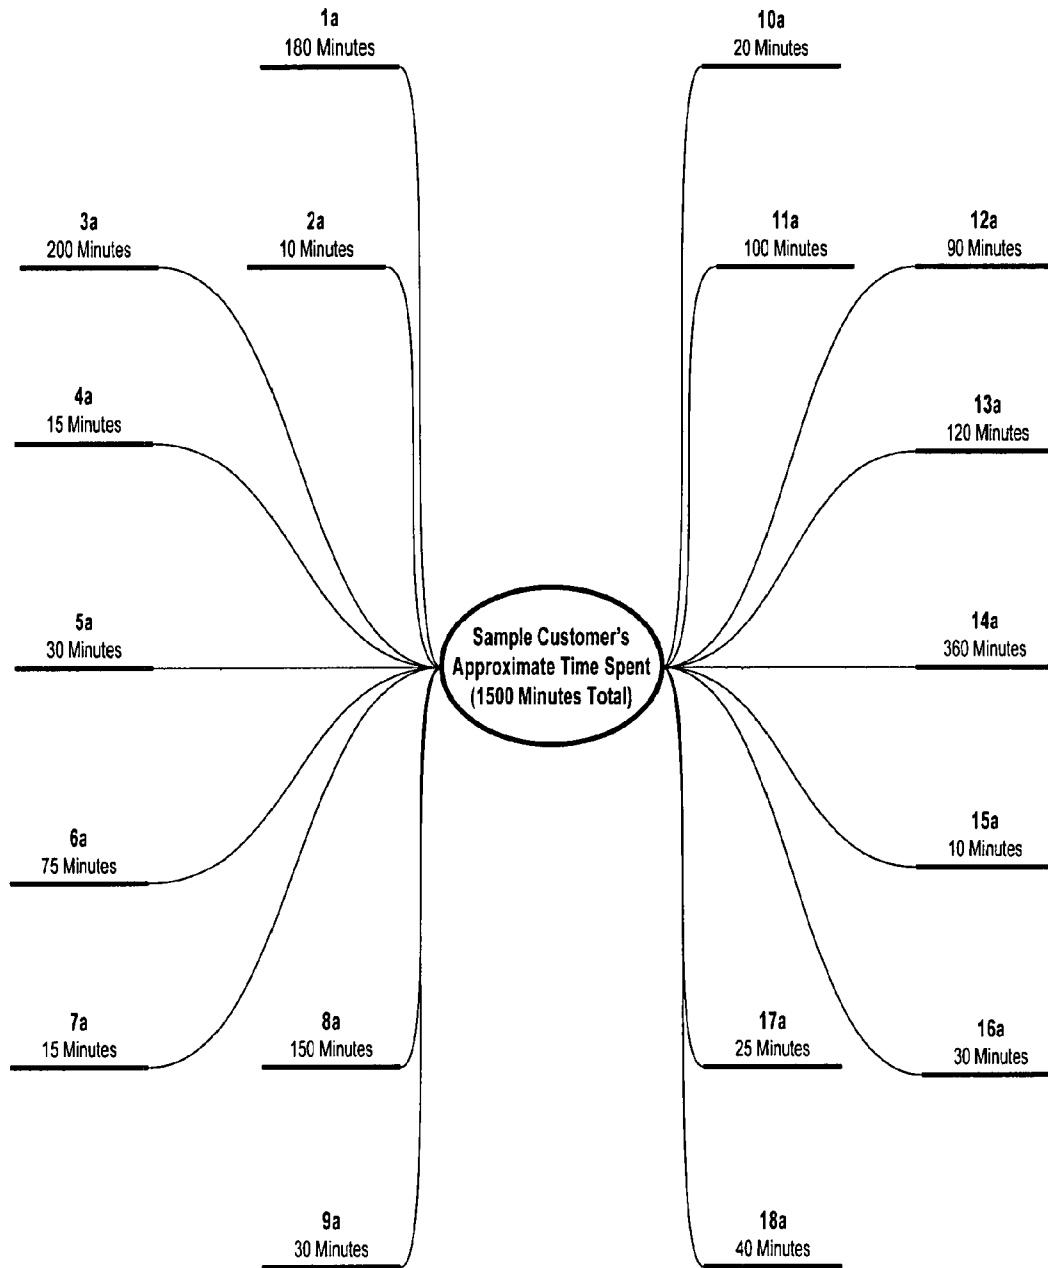 1a
180 Minutes
10a
20 Minutes
3a
200 Minutes
2a
10 Minutes
11a
100 Minutes
12a
90 Minutes
4a
15 Minutes
13a
120 Minutes
5a
30 Minutes
Sample Customer's
Approximate Time Spent
(1500 Minutes Total)
14a
360 Minutes
6a
75 Minutes
15a
10 Minutes
7a
15 Minutes
8a
150 Minutes
17a
25 Minutes
16a
30 Minutes
9a
30 Minutes
18a
40 Minutes